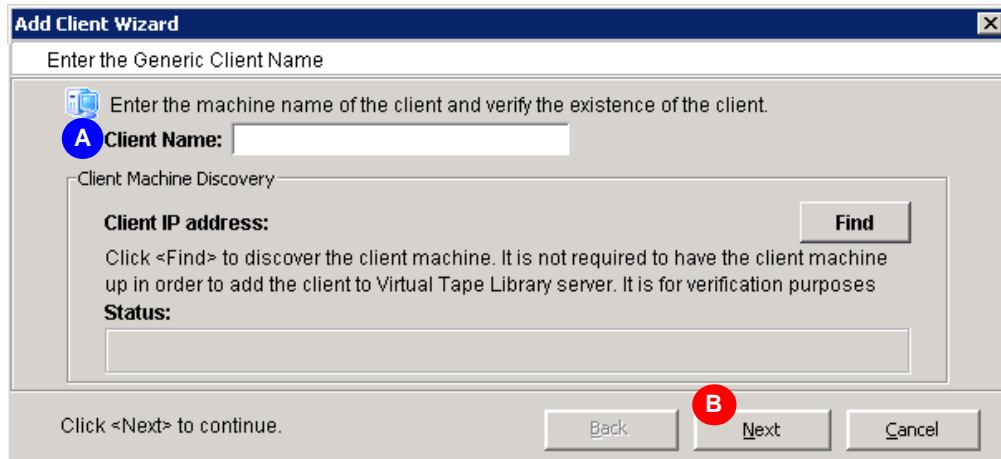 Add Client Wizard
Enter the Generic Client Name
Enter the machine name of the client and verify the existence of the client.
A Client Name:
Client Machine Discovery
Client IP address: Find
Click <Find> to discover the client machine. It is not required to have the client machine
up in order to add the client to Virtual Tape Library server. It is for verification purposes
Status:
B
Click <Next> to continue. Back Next Cancel